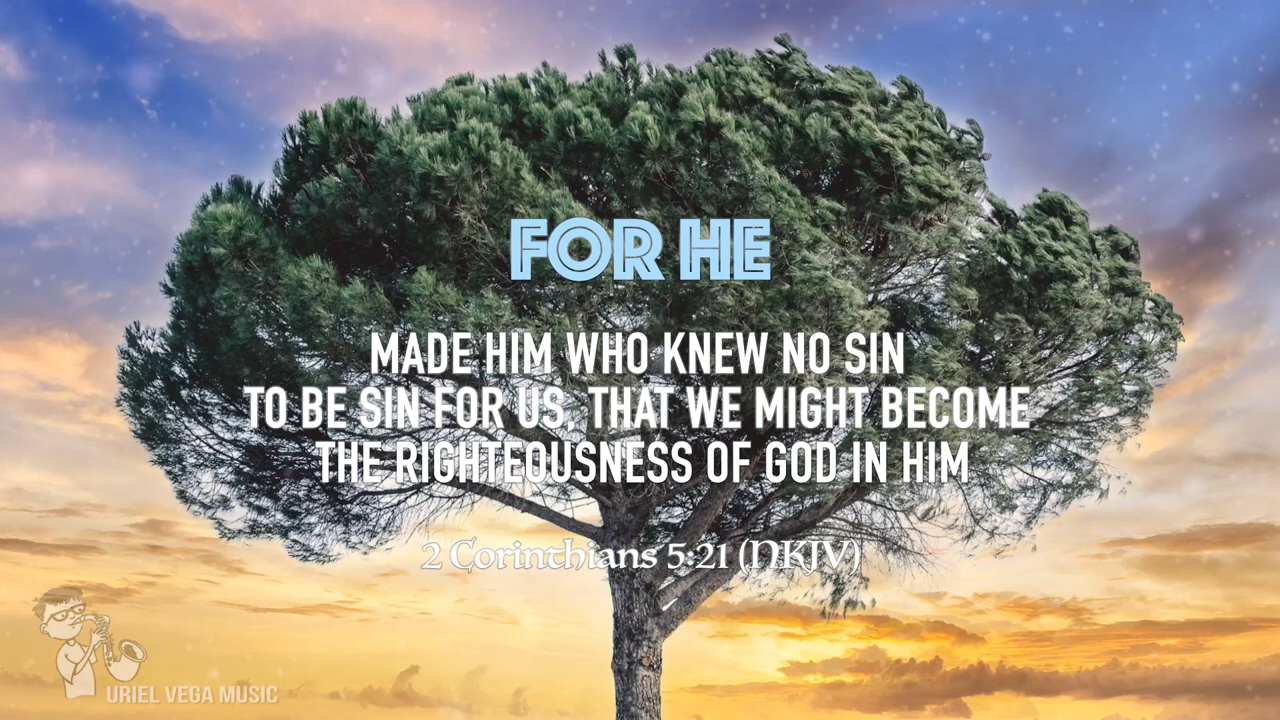 FOR HE
MADE HIM WHO KNEW NO SIN
TO BE SIN FOR US, THAT WE MIGHT BECOME
THE RIGHTEOUSNESS OF GOD IN HIM
2 Corinthians 5:21 (NKJV)
URIEL VEGA MUSIC